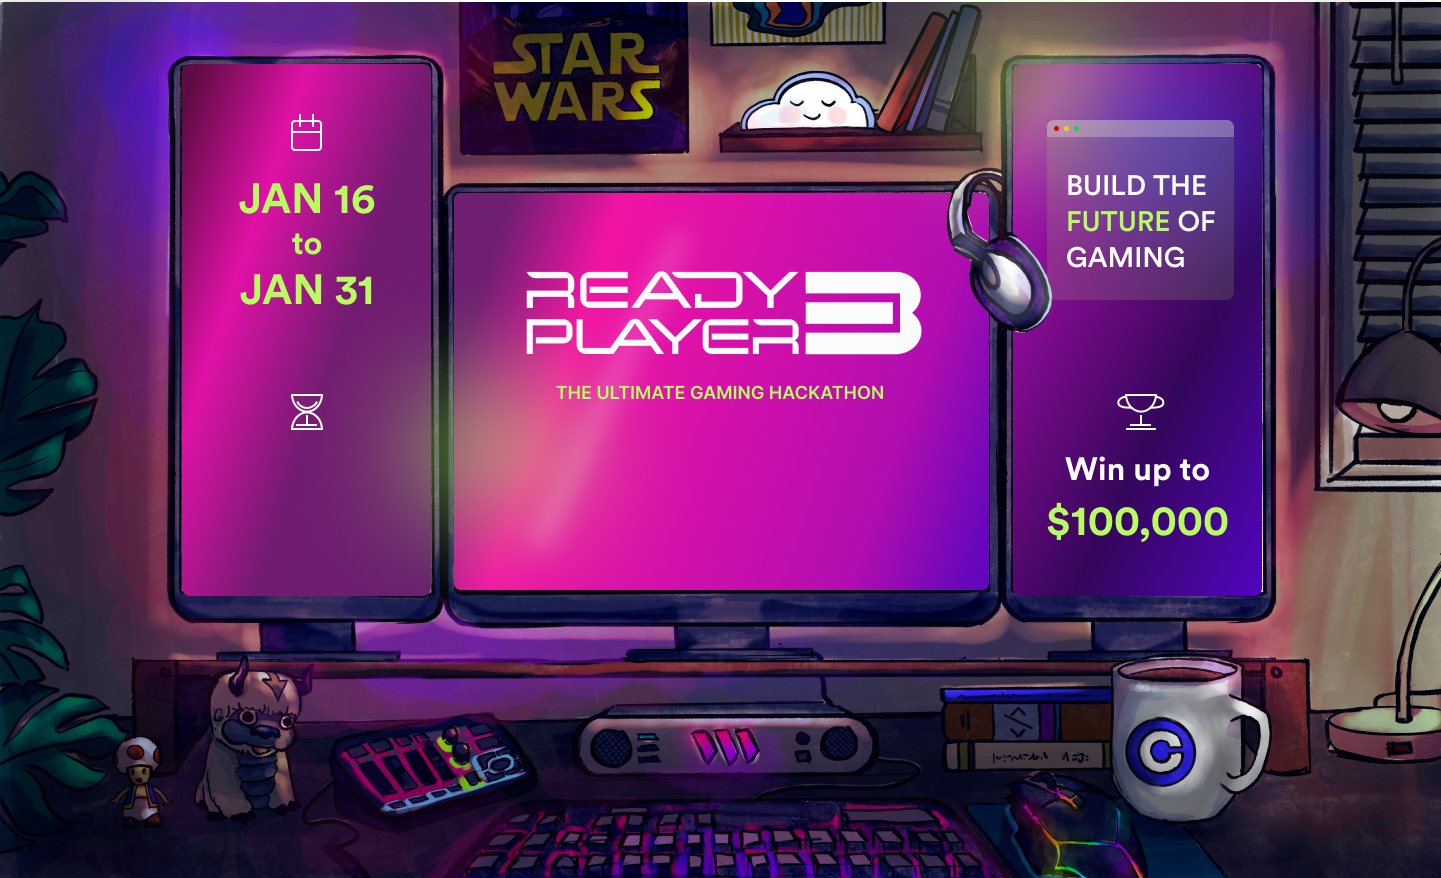 STAR
WARS
JAN 16
to
JAN 31
READY
PLAYER 3
THE ULTIMATE GAMING HACKATHON
BUILD THE
FUTURE OF
GAMING
Win up to
$100,000
C